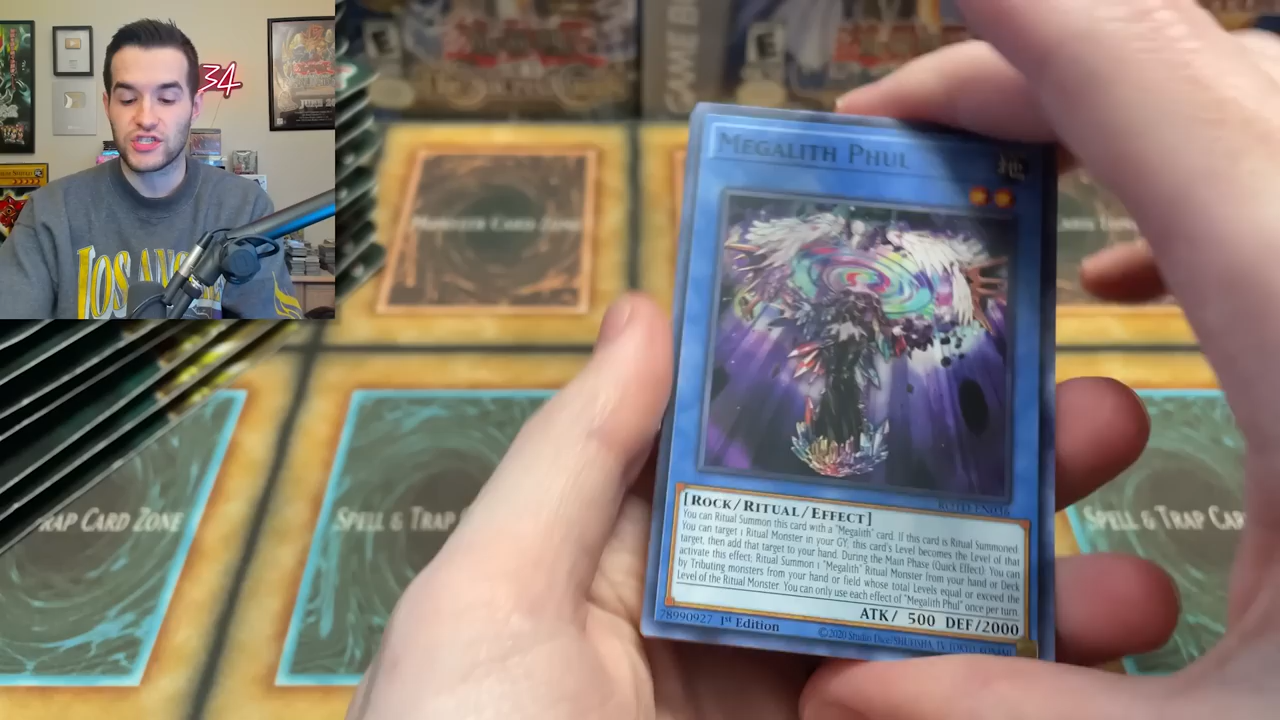 34
JUNE
GAME BO
MONSTER CARD ZONE
TRAP CARD ZONE
SPELL & TRAP
SPELL & TRAP CAR
LOS AN
MEGALITH PHUL
[ROCK/RITUAL/EFFECT]
You can Ritual Summon this card with a "Megalith" card. If this card is Ritual Summoned:
You can target 1 Ritual Monster in your GY; this card's Level becomes the Level of that
target, then add that target to your hand. During the Main Phase (Quick Effect): You can
activate this effect; Ritual Summon 1 "Megalith" Ritual Monster from your hand or Deck
by Tributing monsters from your hand or field whose total Levels equal or exceed the
Level of the Ritual Monster. You can only use each effect of "Megalith Phul" once per turn.
ATK/ 500 DEF/2000
78990927 1st Edition
©2020 Studio Dice/SHUEISHA, TV TOKYO, KONAMI